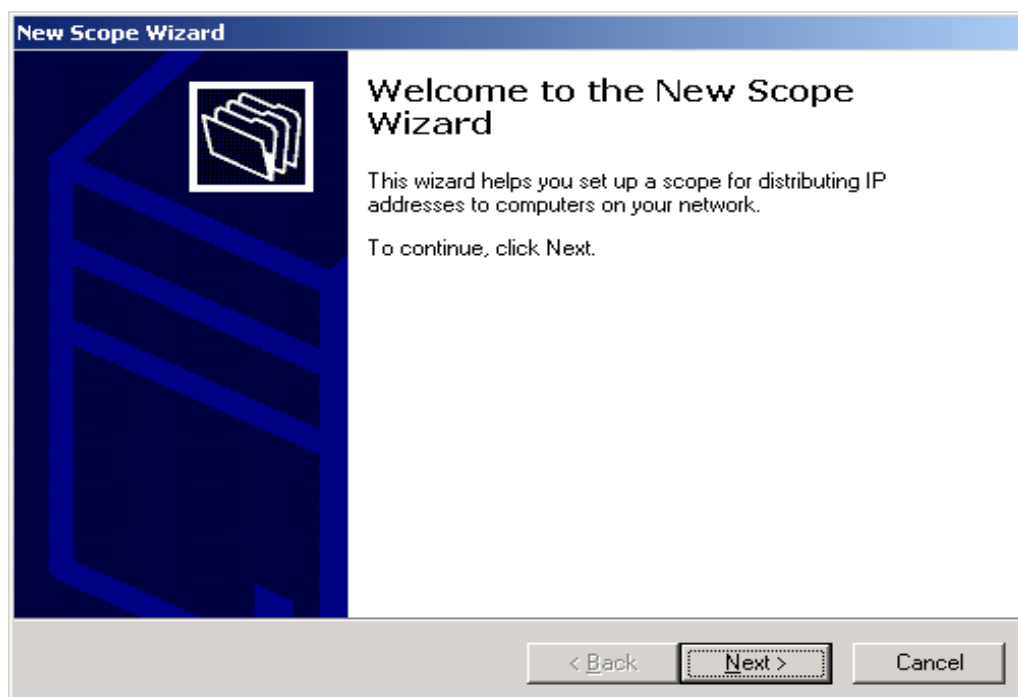 New Scope Wizard
Welcome to the New Scope
Wizard
This wizard helps you set up a scope for distributing IP
addresses to computers on your network.
To continue, click Next.
< Back
Next >
Cancel